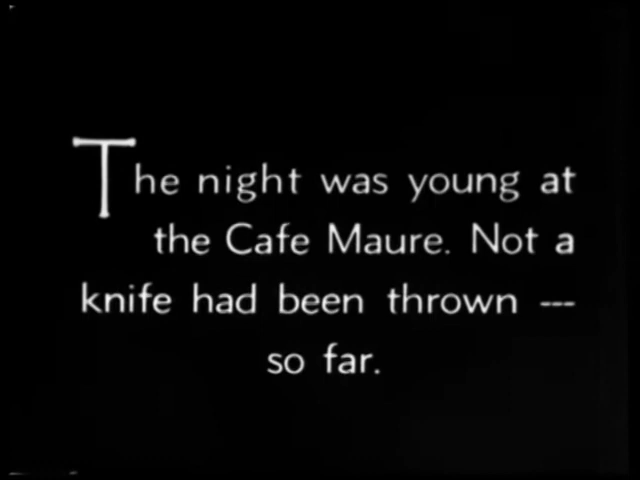 The night was young at
the Cafe Maure. Not a
knife had been thrown ---
so far.